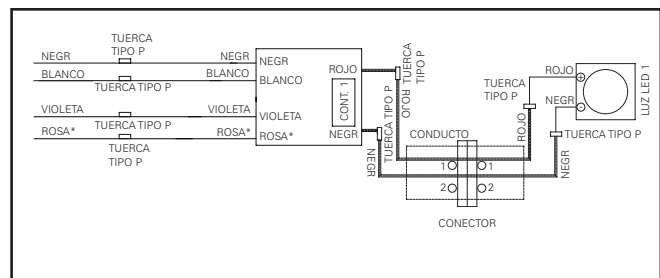 TUERCA
TIPO P
NEGR
NEGR
NEGR
BLANCO
BLANCO
BLANCO
TUERCA TIPO P
VIOLETA
VIOLETA
VIOLETA
TUERCA TIPO P
ROSA*
ROSA*
ROSA*
TUERCA
TIPO P
ROJO
CONT. 1
NEGR
TUERCA
TIPO P
ROJO
TUERCA TIPO P
NEGR
CONDUCTO
1
1
2
2
CONECTOR
TUERCA
TIPO P
ROJO
ROJO
NEGR
LUZ LED 1
TUERCA TIPO P
NEGR